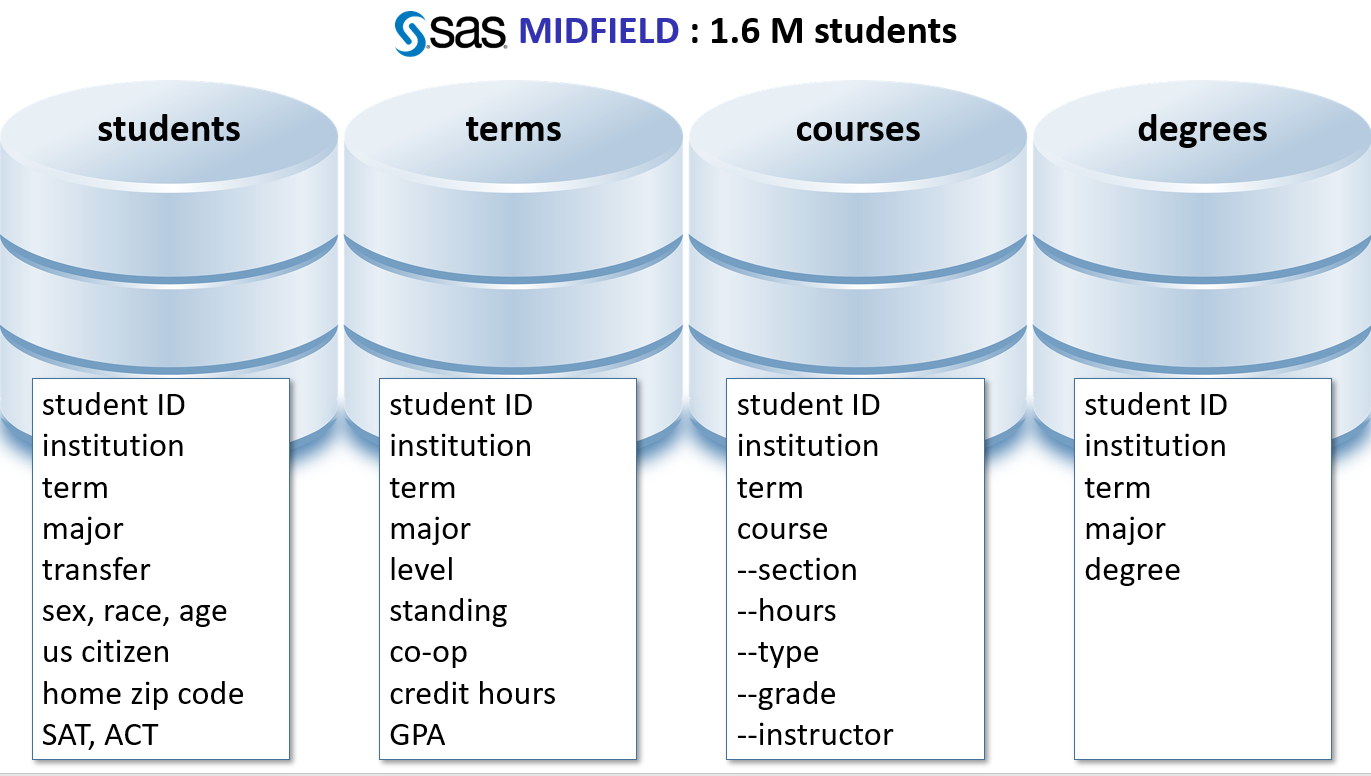 sas MIDFIELD : 1.6 M students
students
student ID
institution
term
major
transfer
sex, race, age
us citizen
home zip code
SAT, ACT
terms
student ID
institution
term
major
level
standing
co-op
credit hours
GPA
courses
student ID
institution
term
course
--section
--hours
--type
--grade
--instructor
degrees
student ID
institution
term
major
degree